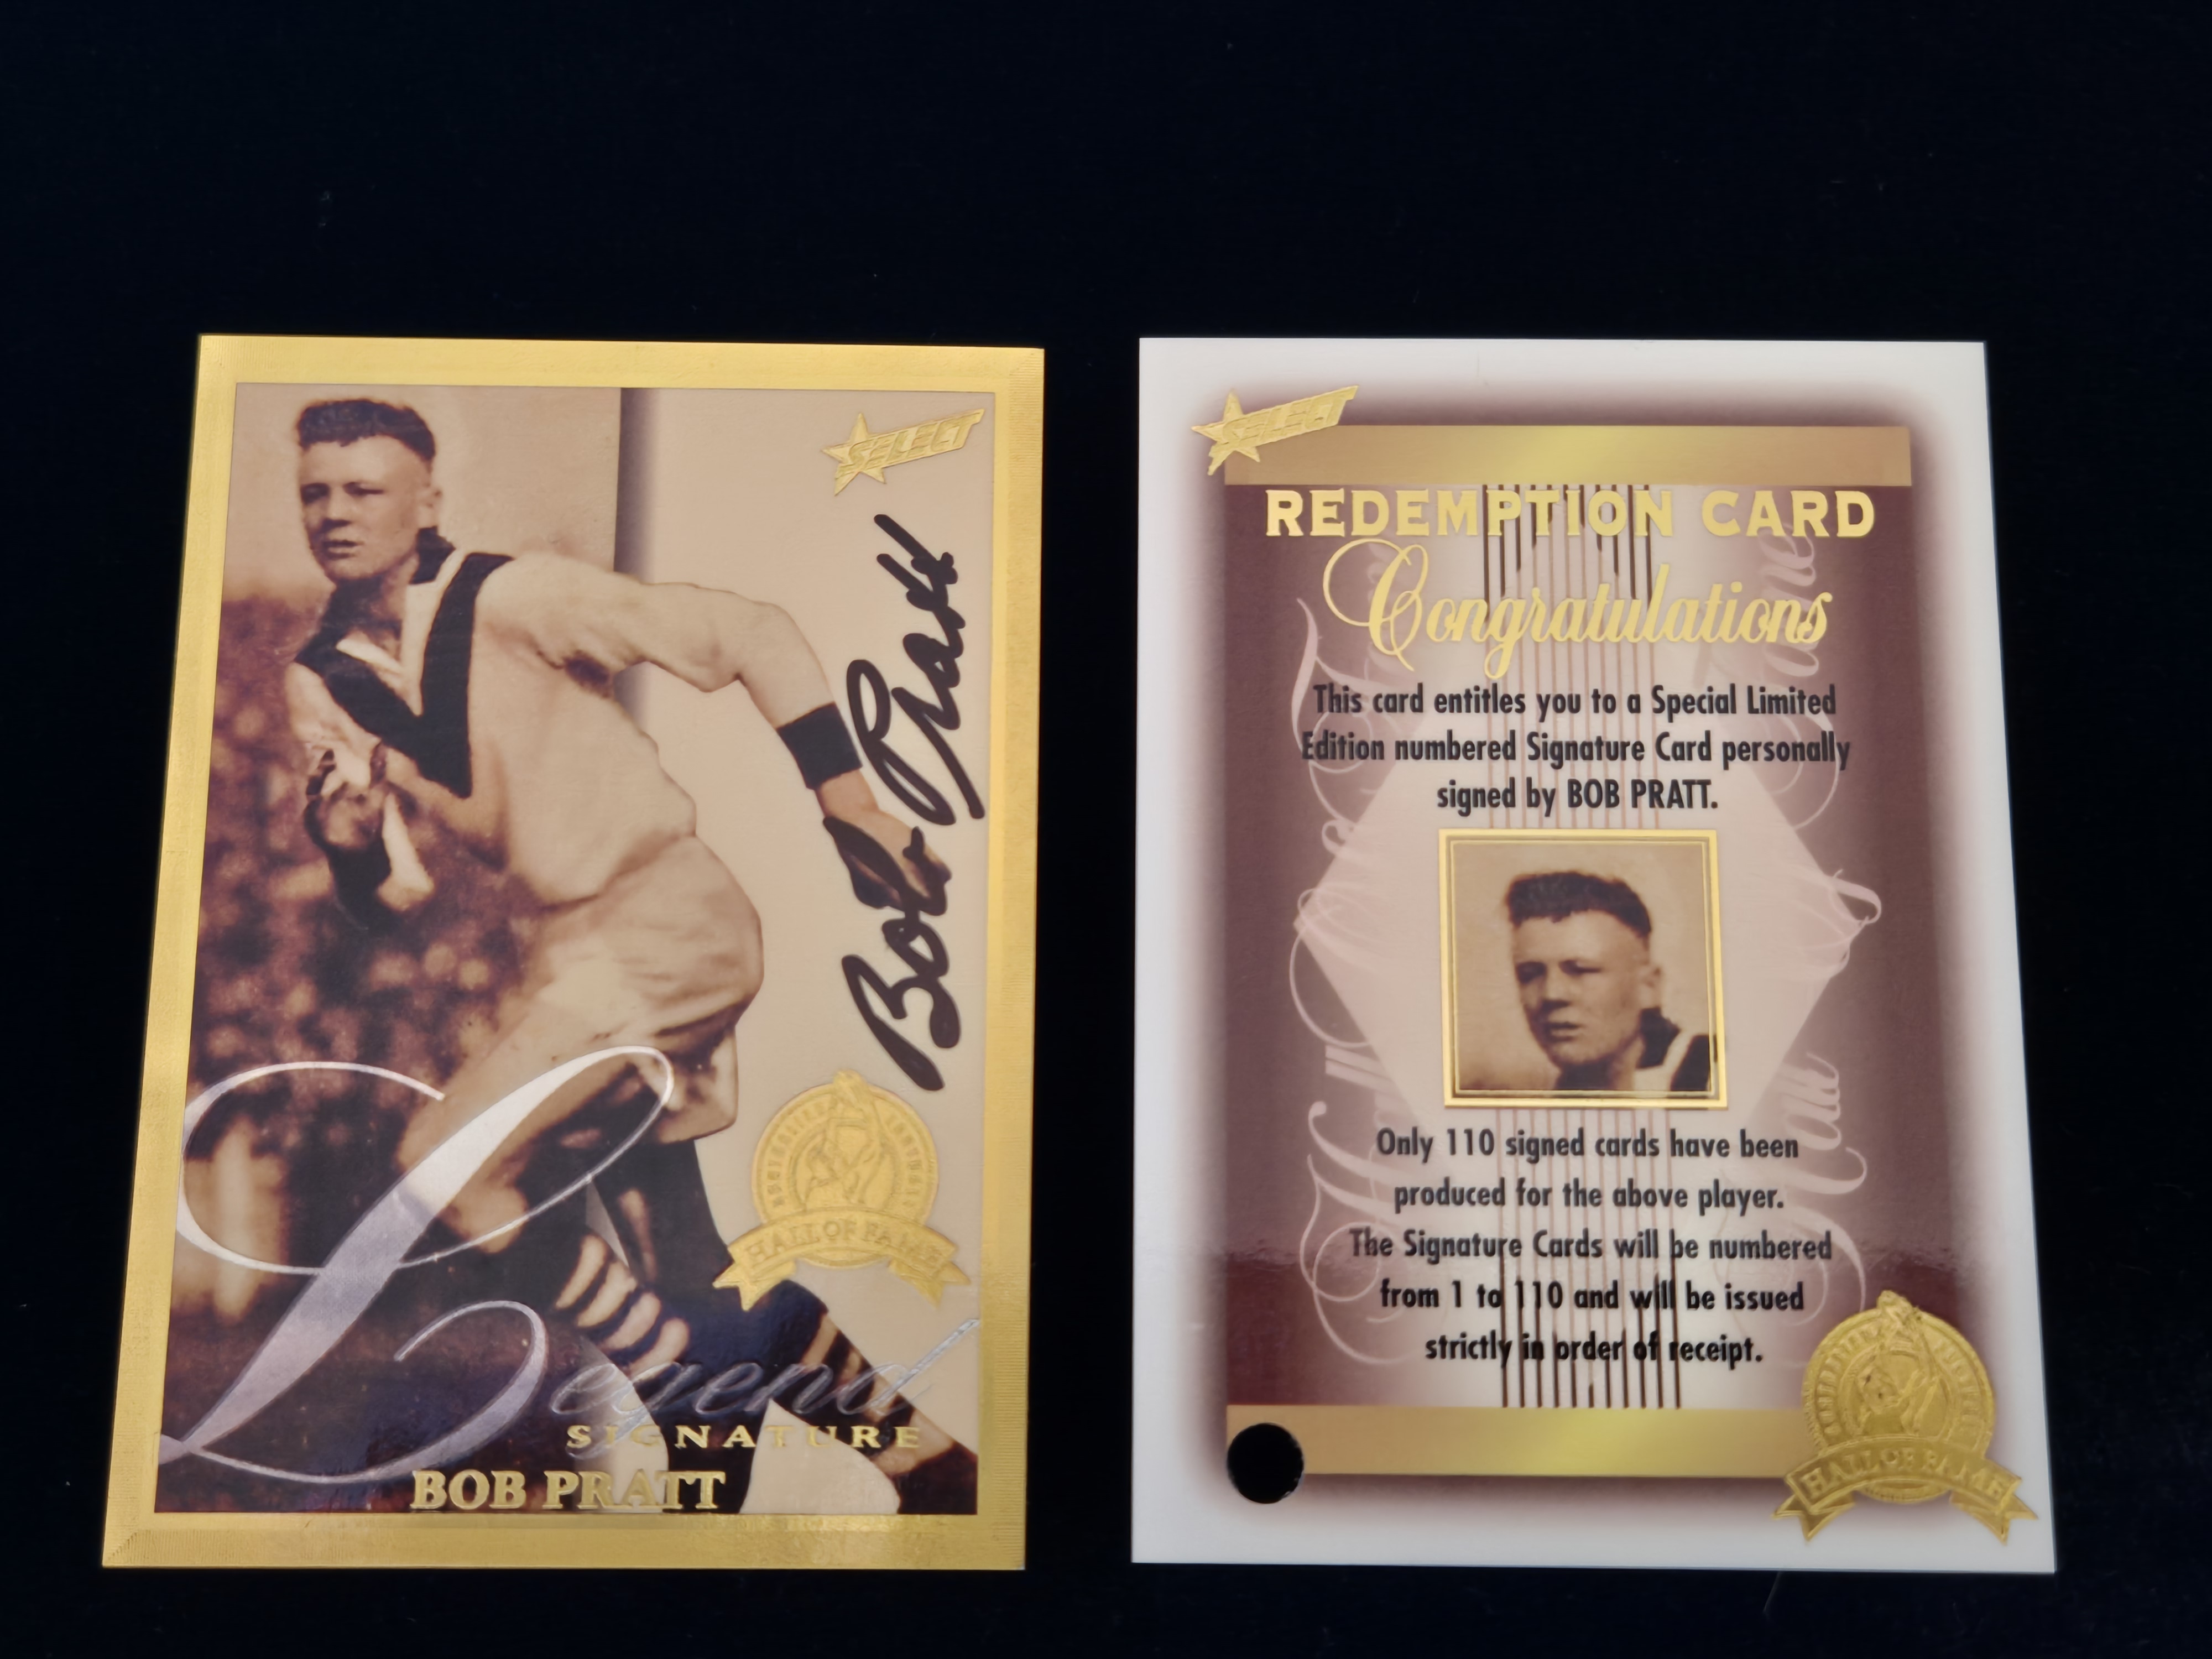 SELECT
Bob Pratt
HALL OF FAME
Legend
SIGNATURE
BOB PRATT
SELECT
REDEMPTION CARD
Congratulations
This card entitles you to a Special Limited
Edition numbered Signature Card personally
signed by BOB PRATT.
Only 110 signed cards have been
produced for the above player.
The Signature Cards will be numbered
from 1 to 110 and will be issued
strictly in order of receipt.
HALL OF FAME